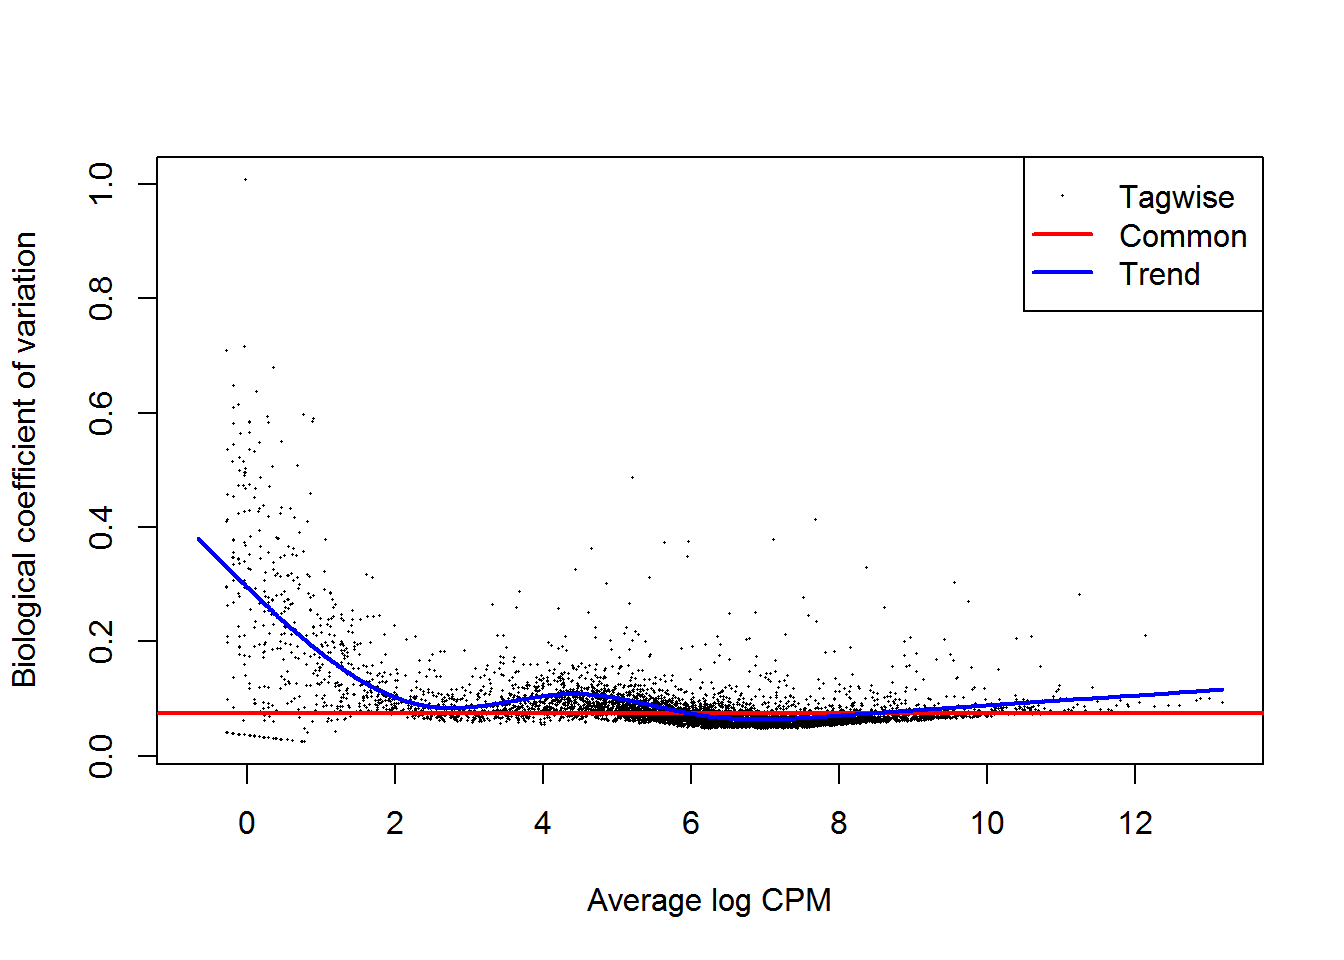 Tagwise
Common
Trend
Biological coefficient of variation
1.0
0.8
0.6
0.4
0.2
0.0
0 2 4 6 8 10 12
Average log CPM